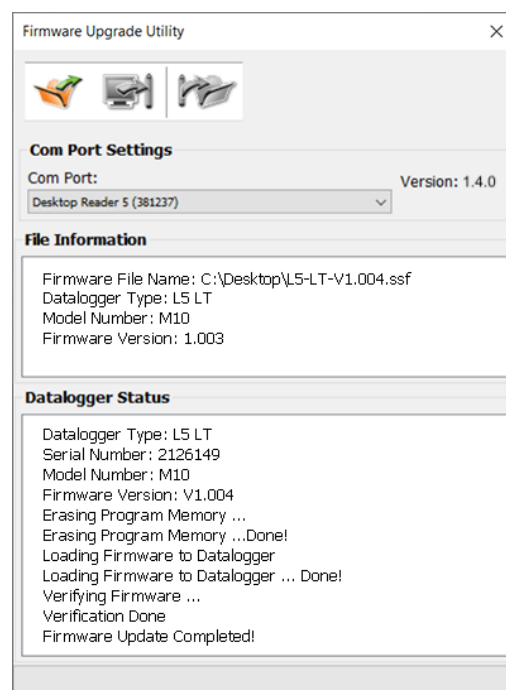 Firmware Upgrade Utility
Com Port Settings
Com Port:
Version: 1.4.0
Desktop Reader 5 (381237)
File Information
Firmware File Name: C:\Desktop\L5-LT-V1.004.ssf
Datalogger Type: L5 LT
Model Number: M10
Firmware Version: 1.003
Datalogger Status
Datalogger Type: L5 LT
Serial Number: 2126149
Model Number: M10
Firmware Version: V1.004
Erasing Program Memory ...
Erasing Program Memory ...Done!
Loading Firmware to Datalogger
Loading Firmware to Datalogger ... Done!
Verifying Firmware ...
Verification Done
Firmware Update Completed!